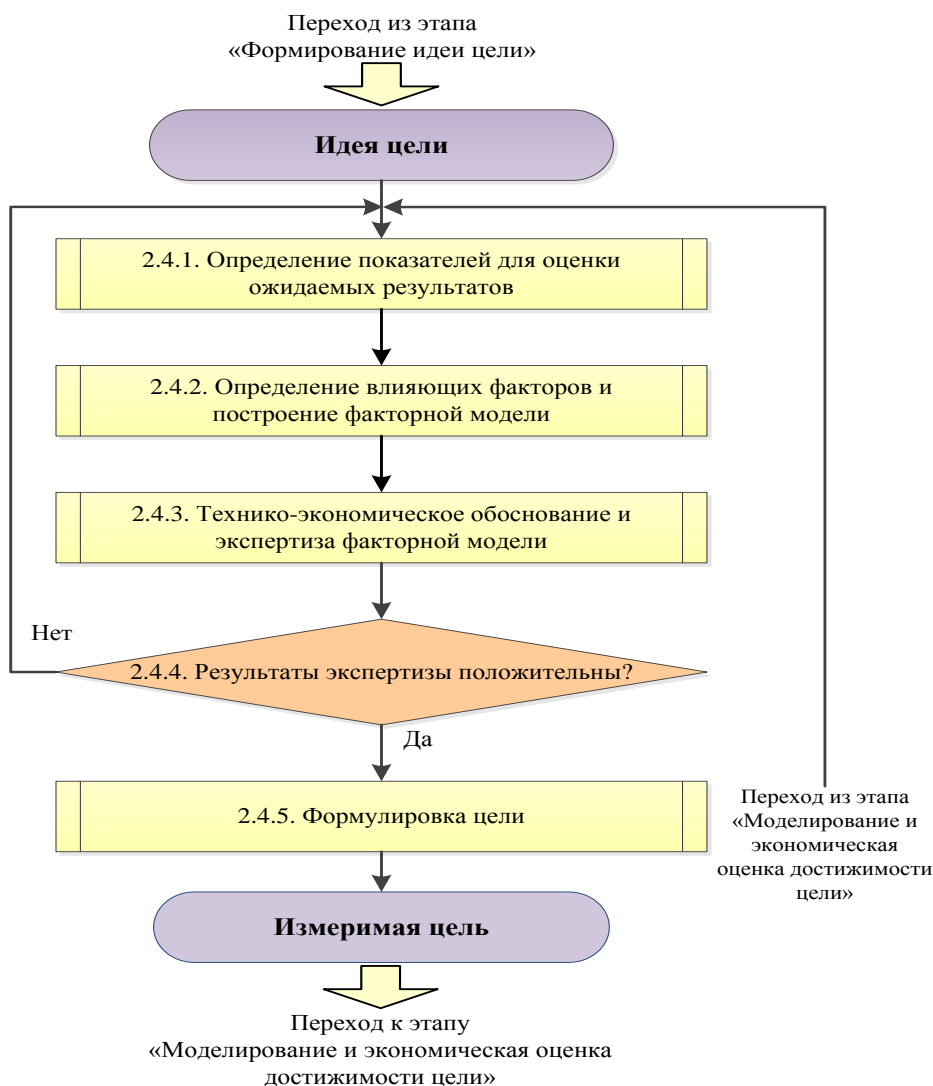 Переход из этапа
«Формирование идеи цели»
Идея цели
2.4.1. Определение показателей для оценки
ожидаемых результатов
2.4.2. Определение влияющих факторов и
построение факторной модели
2.4.3. Технико-экономическое обоснование и
экспертиза факторной модели
Нет
2.4.4. Результаты экспертизы положительны?
Да
2.4.5. Формулировка цели
Переход из этапа
«Моделирование и
экономическая
оценка достижимости
цели»
Измеримая цель
Переход к этапу
«Моделирование и экономическая оценка
достижимости цели»